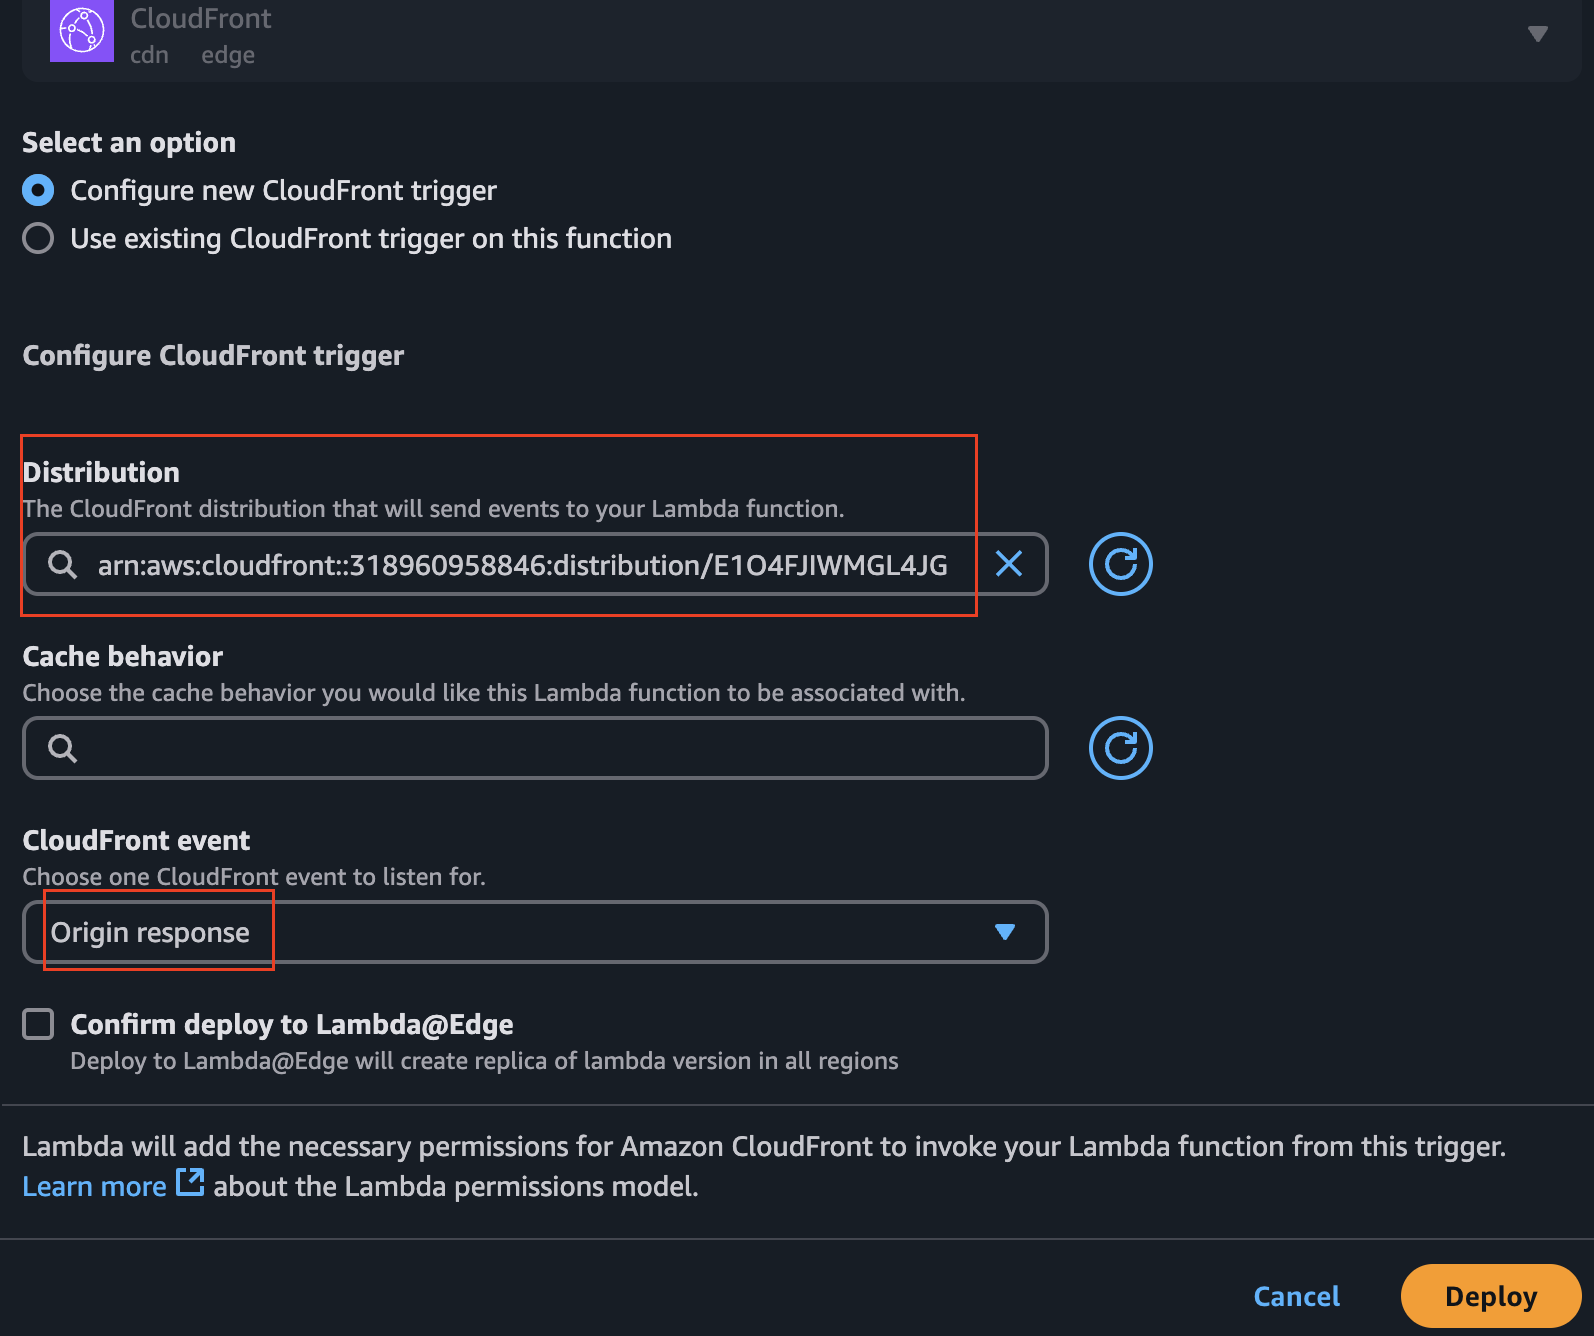 CloudFront
cdn edge
Select an option
Configure new CloudFront trigger
Use existing CloudFront trigger on this function
Configure CloudFront trigger
Distribution
The CloudFront distribution that will send events to your Lambda function.
arn:aws:cloudfront::318960958846:distribution/E1O4FJIWMGL4JG
Cache behavior
Choose the cache behavior you would like this Lambda function to be associated with.
CloudFront event
Choose one CloudFront event to listen for.
Origin response
Confirm deploy to Lambda@Edge
Deploy to Lambda@Edge will create replica of lambda version in all regions
Lambda will add the necessary permissions for Amazon CloudFront to invoke your Lambda function from this trigger.
Learn more about the Lambda permissions model.
Cancel Deploy